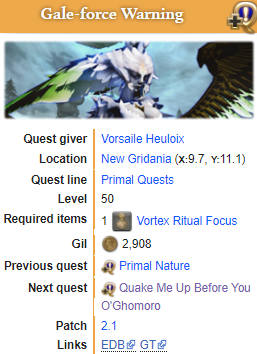 Gale-force Warning
Quest giver Vorsaile Heuloix
Location New Gridania (X:9.7, Y:11.1)
Quest line Primal Quests
Level 50
Required items 1 Vortex Ritual Focus
Gil 2,908
Previous quest Primal Nature
Next quest Quake Me Up Before You
O'Ghomoro
Patch 2.1
Links EDB GT